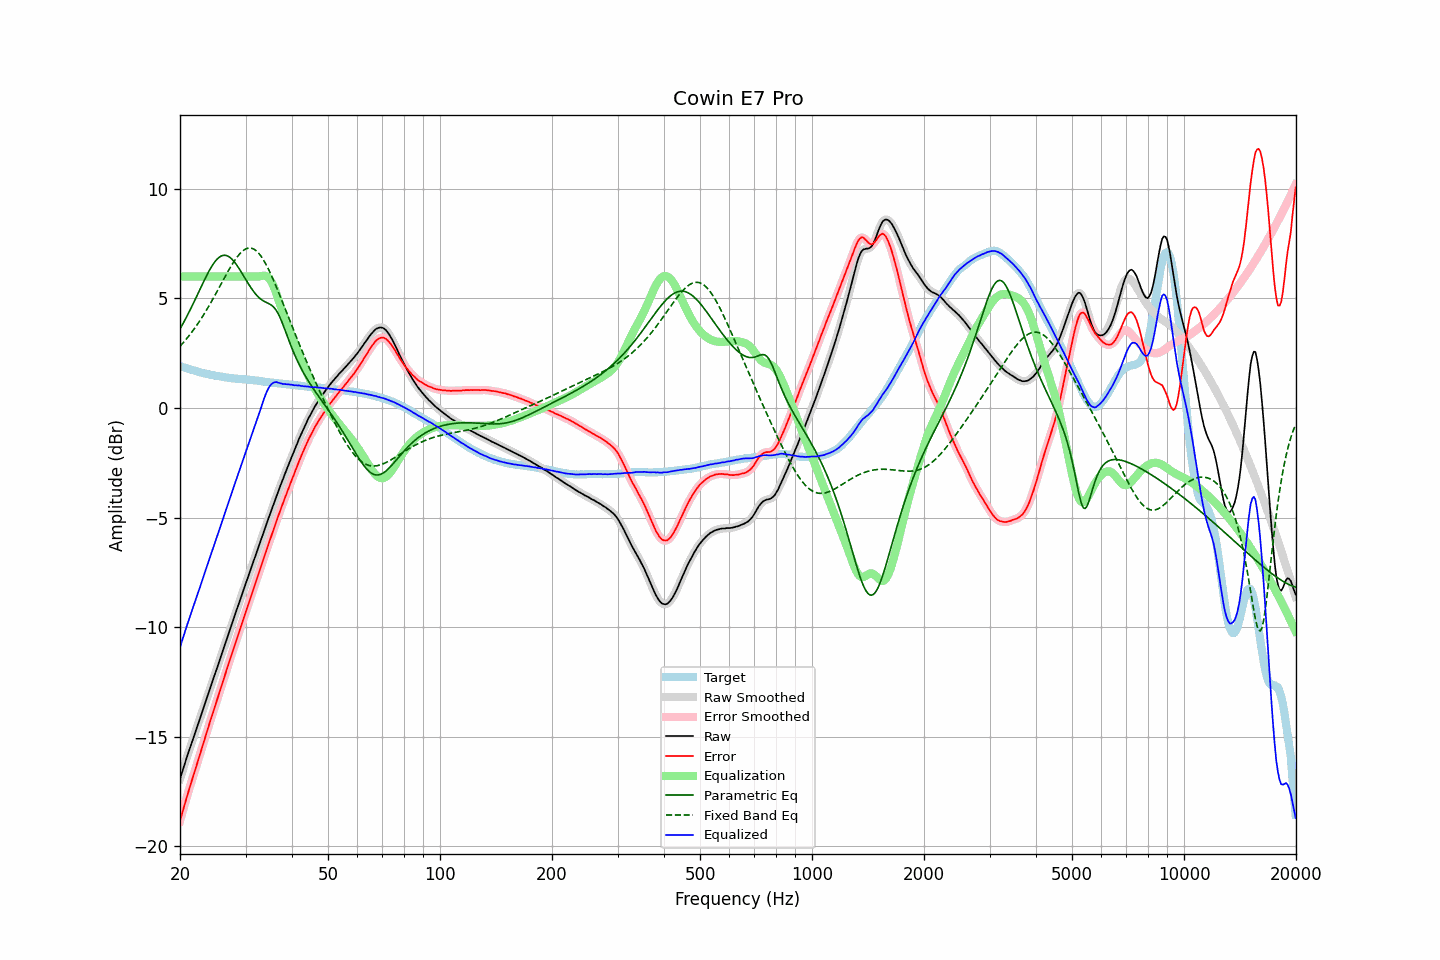 Cowin E7 Pro
Amplitude (dBr)
10
5
0
−5
−10
−15
−20
Target
Raw Smoothed
Error Smoothed
Raw
Error
Equalization
Parametric Eq
Fixed Band Eq
Equalized
20 50 100 200 500 1000 2000 5000 10000 20000
Frequency (Hz)